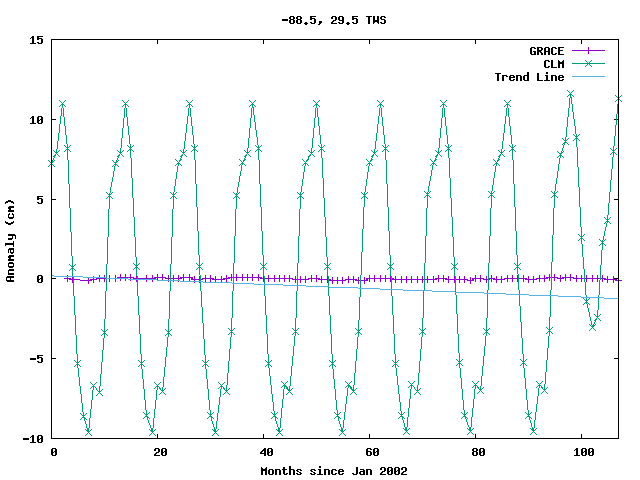 -88.5, 29.5 TWS
GRACE
CLM
Trend Line
15
10
5
0
-5
-10
Anomaly (cm)
0 20 40 60 80 100
Months since Jan 2002